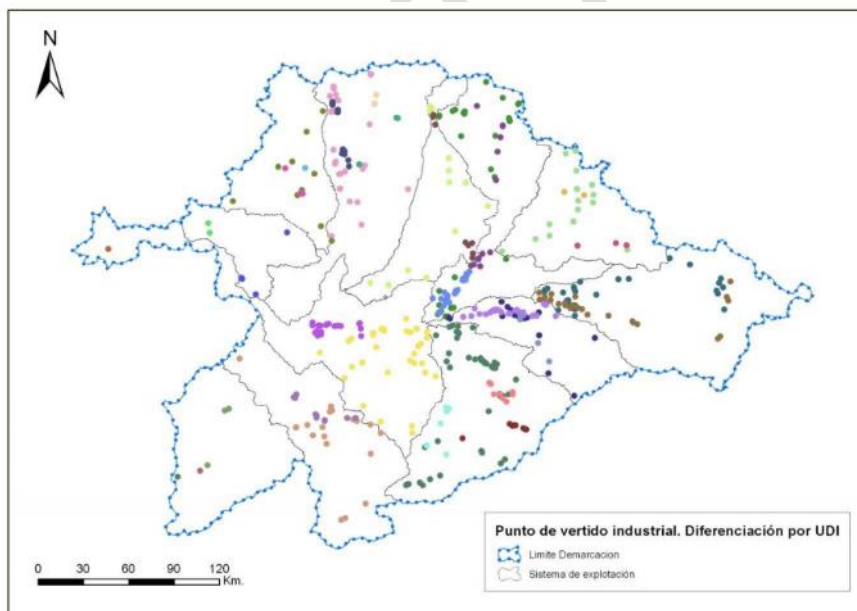 N
Punto de vertido industrial. Diferenciación por UDI
Limite Demarcacion
Sistema de explotación
0 30 60 90 120
Km.